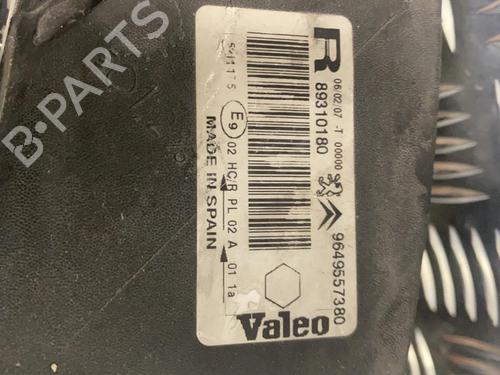 R
06/02/07 -T 00000
89310180
9649557380
E9 02 HC/R PL 02 A 01 1a
MADE IN SPAIN
Valeo
B-PARTS